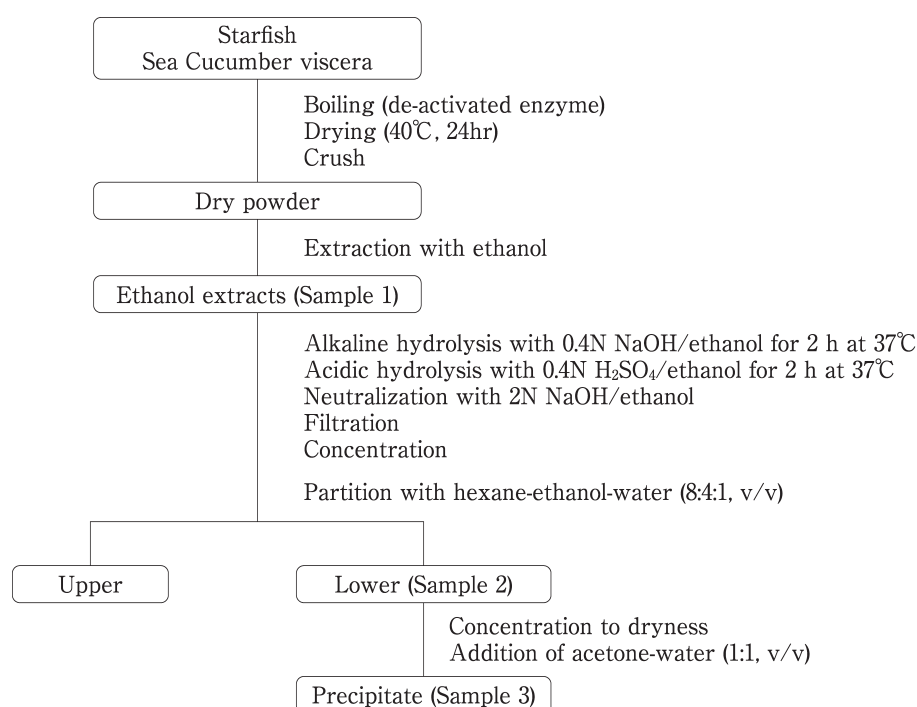 Starfish
Sea Cucumber viscera
Boiling (de-activated enzyme)
Drying (40℃, 24hr)
Crush
Dry powder
Extraction with ethanol
Ethanol extracts (Sample 1)
Alkaline hydrolysis with 0.4N NaOH/ethanol for 2 h at 37℃
Acidic hydrolysis with 0.4N H₂SO₄/ethanol for 2 h at 37℃
Neutralization with 2N NaOH/ethanol
Filtration
Concentration
Partition with hexane-ethanol-water (8:4:1, v/v)
Upper
Lower (Sample 2)
Concentration to dryness
Addition of acetone-water (1:1, v/v)
Precipitate (Sample 3)